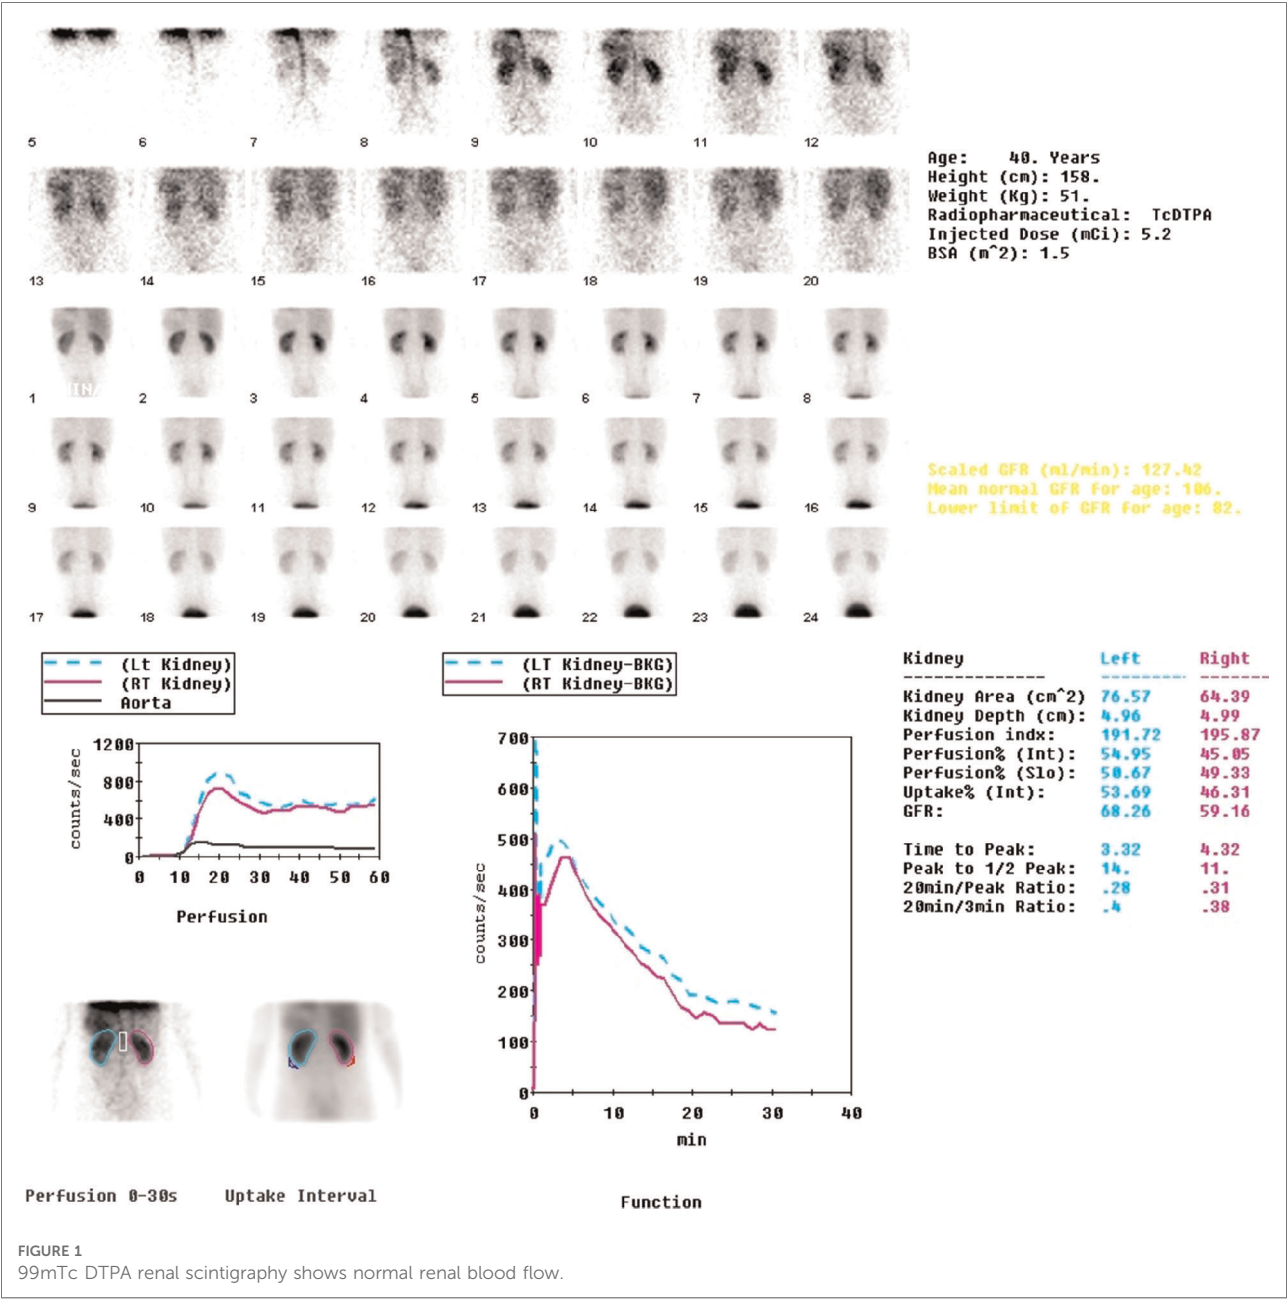 5 6 7 8 9 10 11 12
Age: 40. Years
Height (cm): 158.
Weight (Kg): 51.
Radiopharmaceutical: TcDTPA
Injected Dose (mCi): 5.2
BSA (m^2): 1.5
13 14 15 16 17 18 19 20
1 2 3 4 5 6 7 8
9 10 11 12 13 14 15 16
Scaled GFR (ml/min): 127.42
Mean normal GFR for age: 106.
Lower limit of GFR for age: 82.
17 18 19 20 21 22 23 24
(Lt Kidney)
(RT Kidney)
Aorta
1200
800
400
0
counts/sec
0 10 20 30 40 50 60
Perfusion
(LT Kidney-BKG)
(RT Kidney-BKG)
700
600
500
400
300
200
100
0
counts/sec
0 10 20 30 40
min
Function
Kidney Left Right
Kidney Area (cm^2) 76.57 64.39
Kidney Depth (cm): 4.96 4.99
Perfusion indx: 191.72 195.87
Perfusion% (Int): 54.95 45.05
Perfusion% (Slo): 50.67 49.33
Uptake% (Int): 53.69 46.31
GFR: 68.26 59.16
Time to Peak: 3.32 4.32
Peak to 1/2 Peak: 14. 11.
20min/Peak Ratio: .28 .31
20min/3min Ratio: .4 .38
Perfusion 0-30s
Uptake Interval
FIGURE 1
99mTc DTPA renal scintigraphy shows normal renal blood flow.